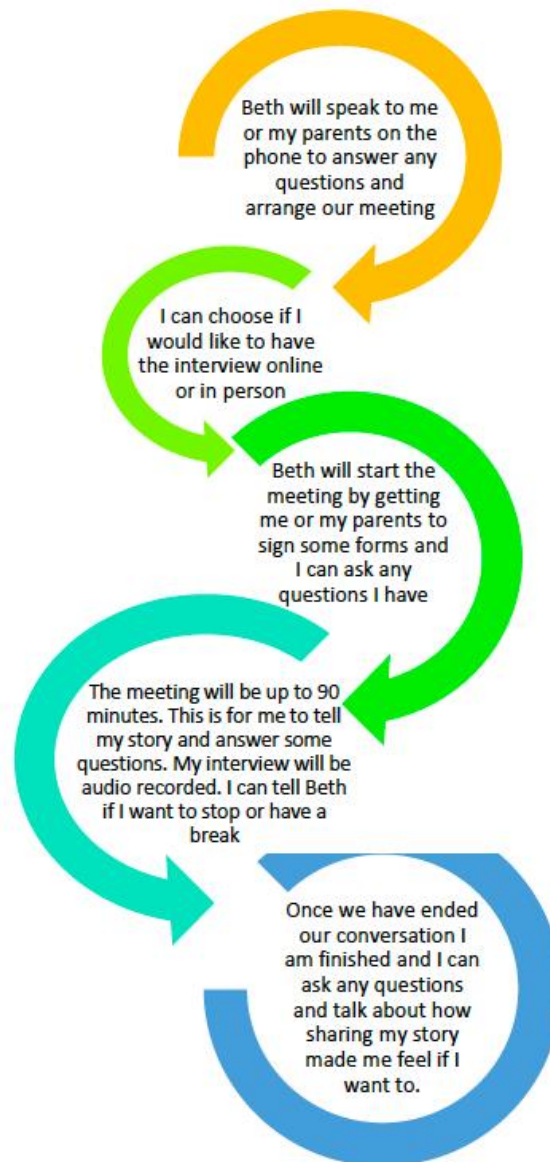 Beth will speak to me
or my parents on the
phone to answer any
questions and
arrange our meeting
I can choose if I
would like to have
the interview online
or in person
Beth will start the
meeting by getting
me or my parents to
sign some forms and
I can ask any
questions I have
The meeting will be up to 90
minutes. This is for me to tell
my story and answer some
questions. My interview will be
audio recorded. I can tell Beth
if I want to stop or have a
break
Once we have ended
our conversation I
am finished and I can
ask any questions
and talk about how
sharing my story
made me feel if I
want to.